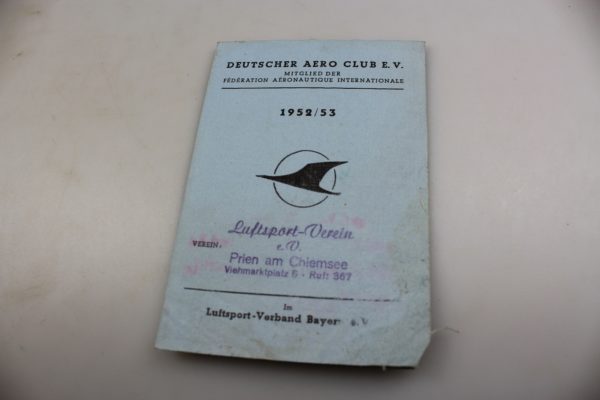 DEUTSCHER AERO CLUB E.V.
MITGLIED DER
FÉDÉRATION AÉRONAUTIQUE INTERNATIONALE
1952/53
Luftsport-Verein
e.V.
VEREIN:
Prien am Chiemsee
Viehmarktplatz 6 - Ruf: 367
im
Luftsport-Verband Bayern e.V.